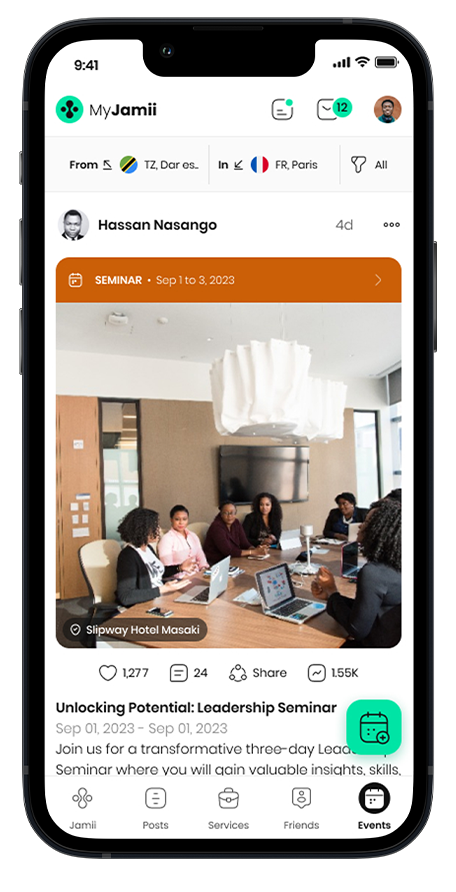 9:41
MyJamii
12
From TZ, Dar es.. In FR, Paris All
Hassan Nasango 4d
SEMINAR • Sep 1 to 3, 2023
Slipway Hotel Masaki
1,277 24 Share 1.55K
Unlocking Potential: Leadership Seminar
Sep 01, 2023 - Sep 01, 2023
Join us for a transformative three-day
Seminar where you will gain valuable insights, skills,
Jamii Posts Services Friends Events